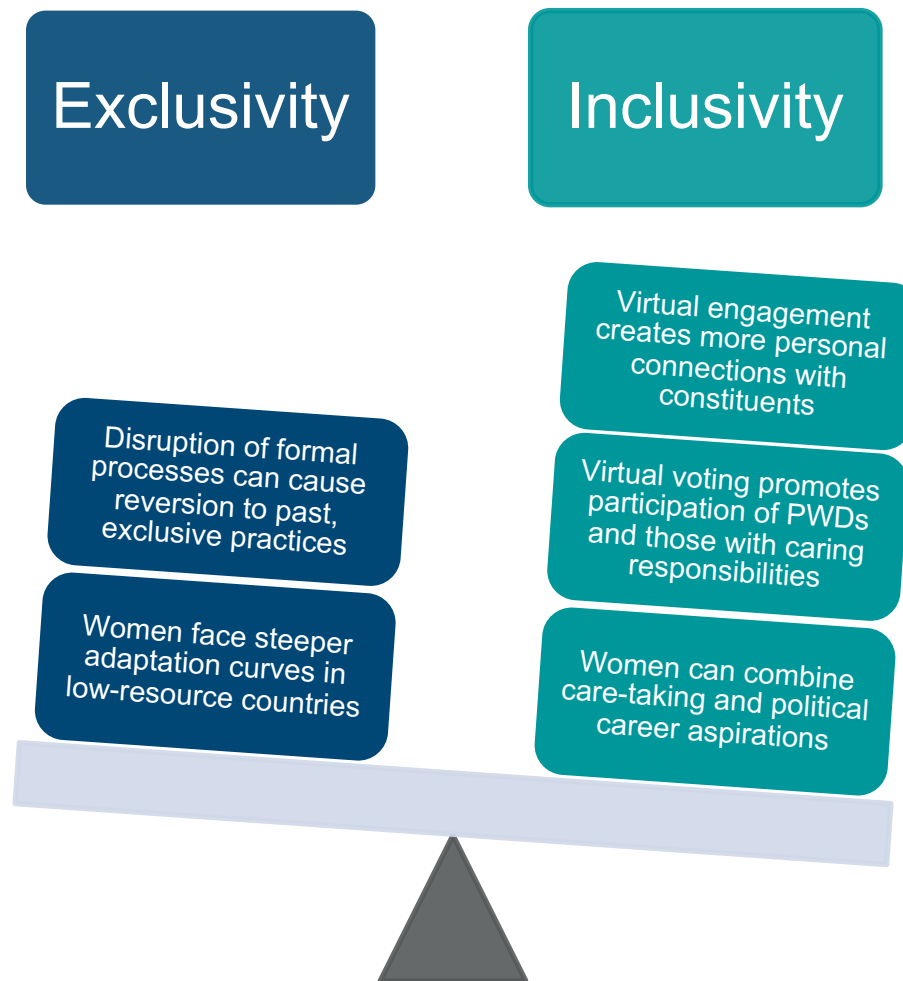 Exclusivity
Inclusivity
Disruption of formal
processes can cause
reversion to past,
exclusive practices
Women face steeper
adaptation curves in
low-resource countries
Virtual engagement
creates more personal
connections with
constituents
Virtual voting promotes
participation of PWDs
and those with caring
responsibilities
Women can combine
care-taking and political
career aspirations